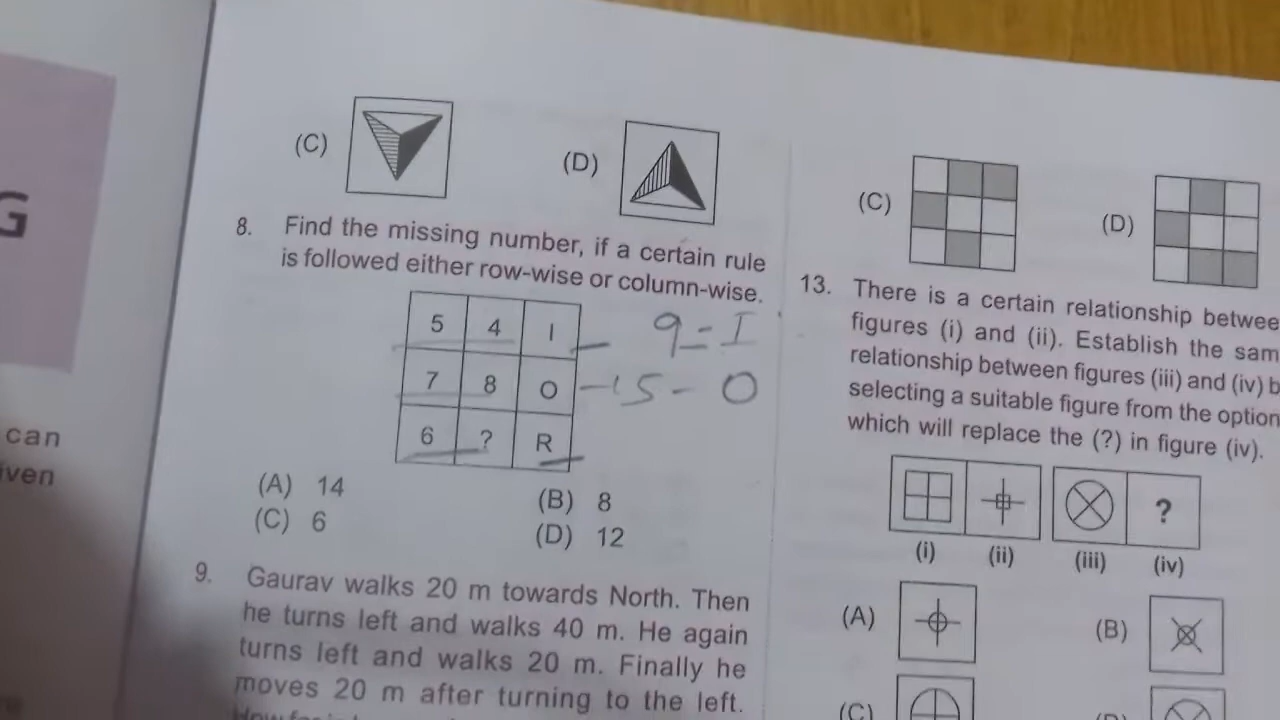 G
can
iven
(C)
(D)
8. Find the missing number, if a certain rule
is followed either row-wise or column-wise.
5 4 I
7 8 O
6 ? R
9 = I
15 - O
(A) 14
(B) 8
(C) 6
(D) 12
9. Gaurav walks 20 m towards North. Then
he turns left and walks 40 m. He again
turns left and walks 20 m. Finally he
moves 20 m after turning to the left.
(C)
(D)
13. There is a certain relationship betwee
figures (i) and (ii). Establish the sam
relationship between figures (iii) and (iv) b
selecting a suitable figure from the option
which will replace the (?) in figure (iv).
?
(i) (ii) (iii) (iv)
(A)
(B)
(C)